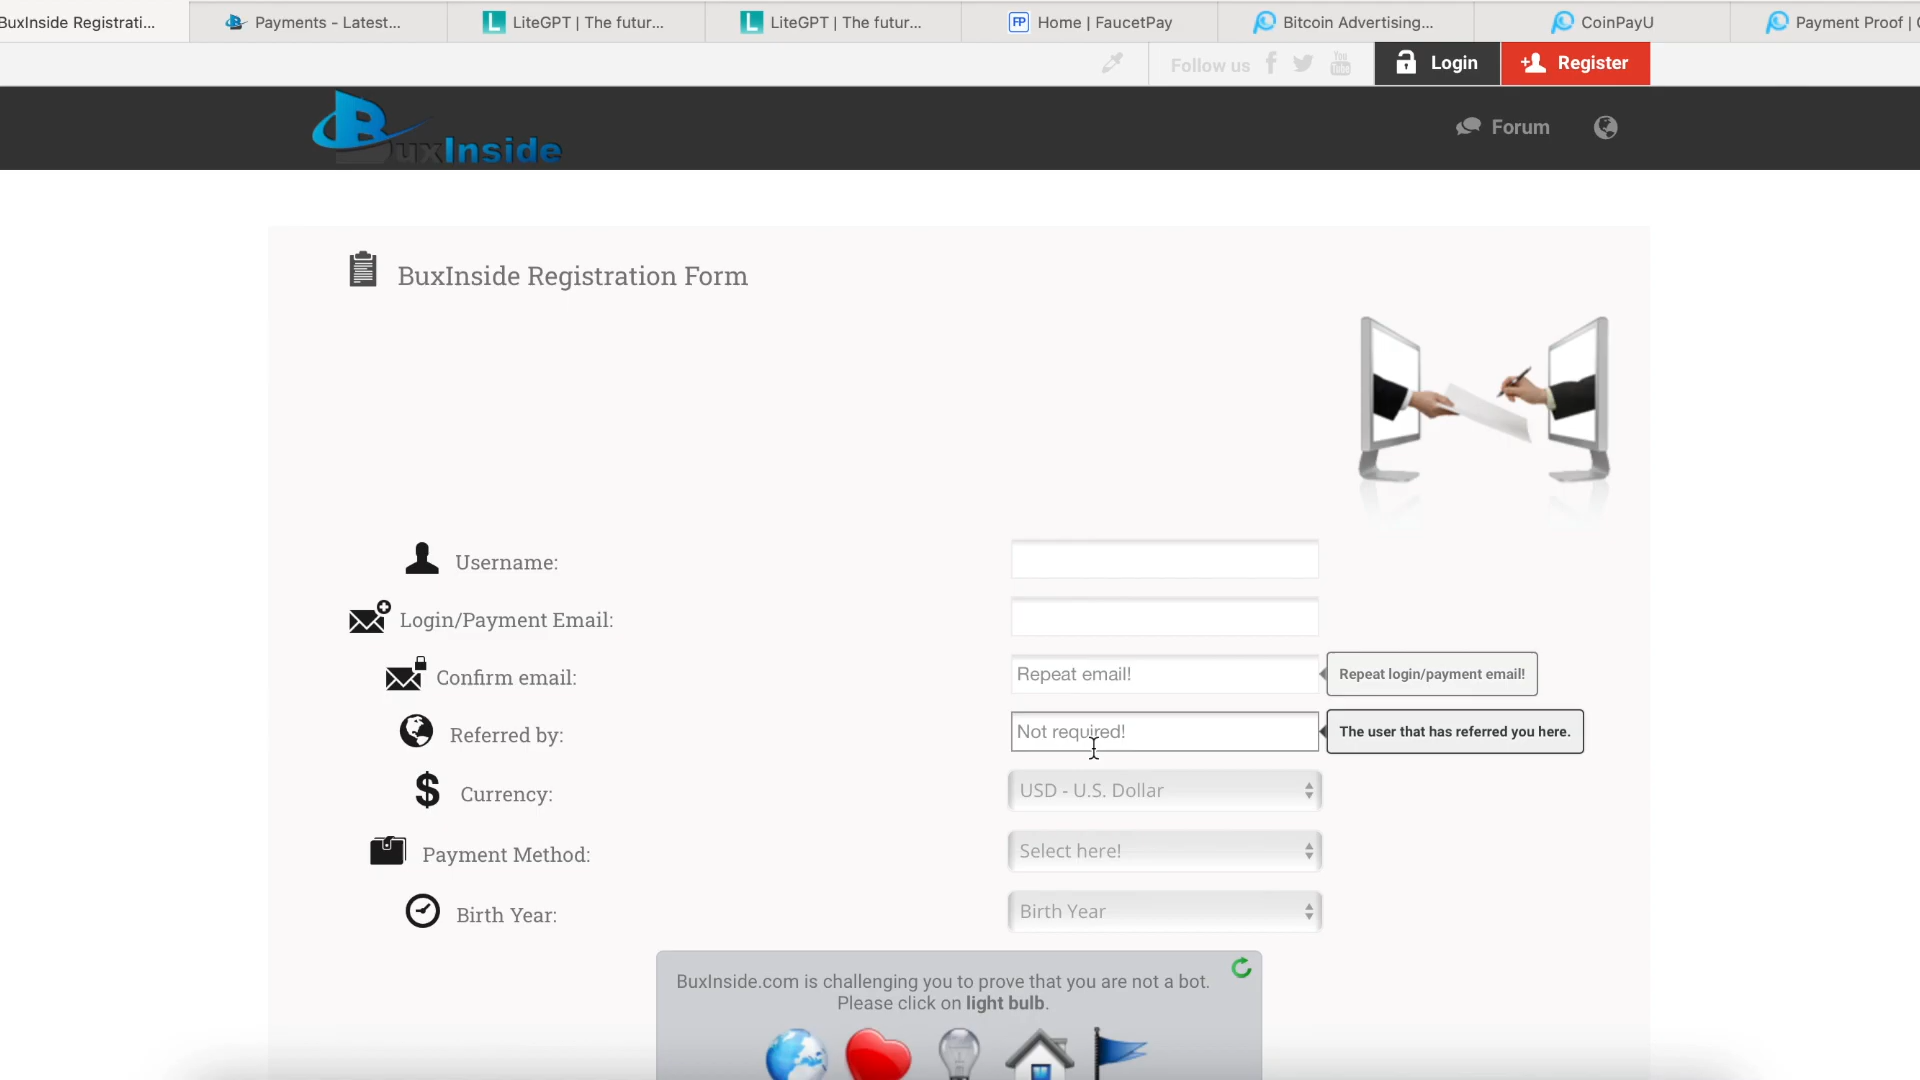 BuxInside Registrati...
Payments - Latest...
LiteGPT | The futur...
LiteGPT | The futur...
Home | FaucetPay
Bitcoin Advertising...
CoinPayU
Payment Proof |
Follow us
Login
Register
BuxInside
Forum
BuxInside Registration Form
Username:
Login/Payment Email:
Confirm email:
Repeat email!
Repeat login/payment email!
Referred by:
Not required!
The user that has referred you here.
Currency:
USD - U.S. Dollar
Payment Method:
Select here!
Birth Year:
Birth Year
BuxInside.com is challenging you to prove that you are not a bot.
Please click on light bulb.